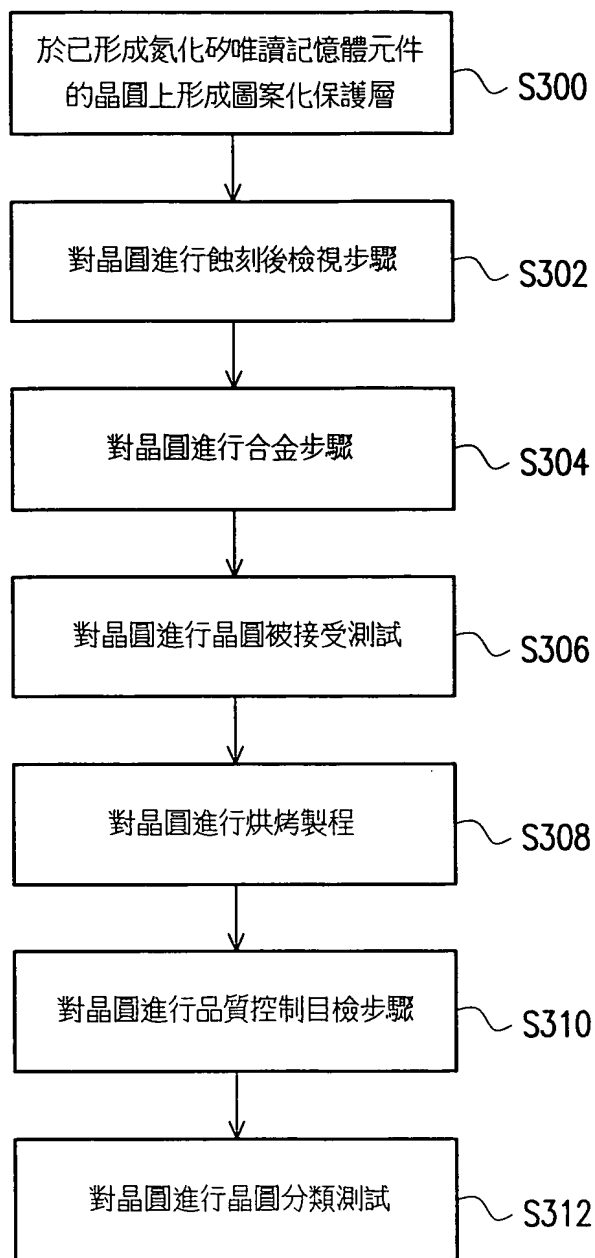 於已形成氮化矽唯讀記憶體元件
的晶圓上形成圖案化保護層
S300
對晶圓進行蝕刻後檢視步驟
S302
對晶圓進行合金步驟
S304
對晶圓進行晶圓被接受測試
S306
對晶圓進行烘烤製程
S308
對晶圓進行品質控制目檢步驟
S310
對晶圓進行晶圓分類測試
S312